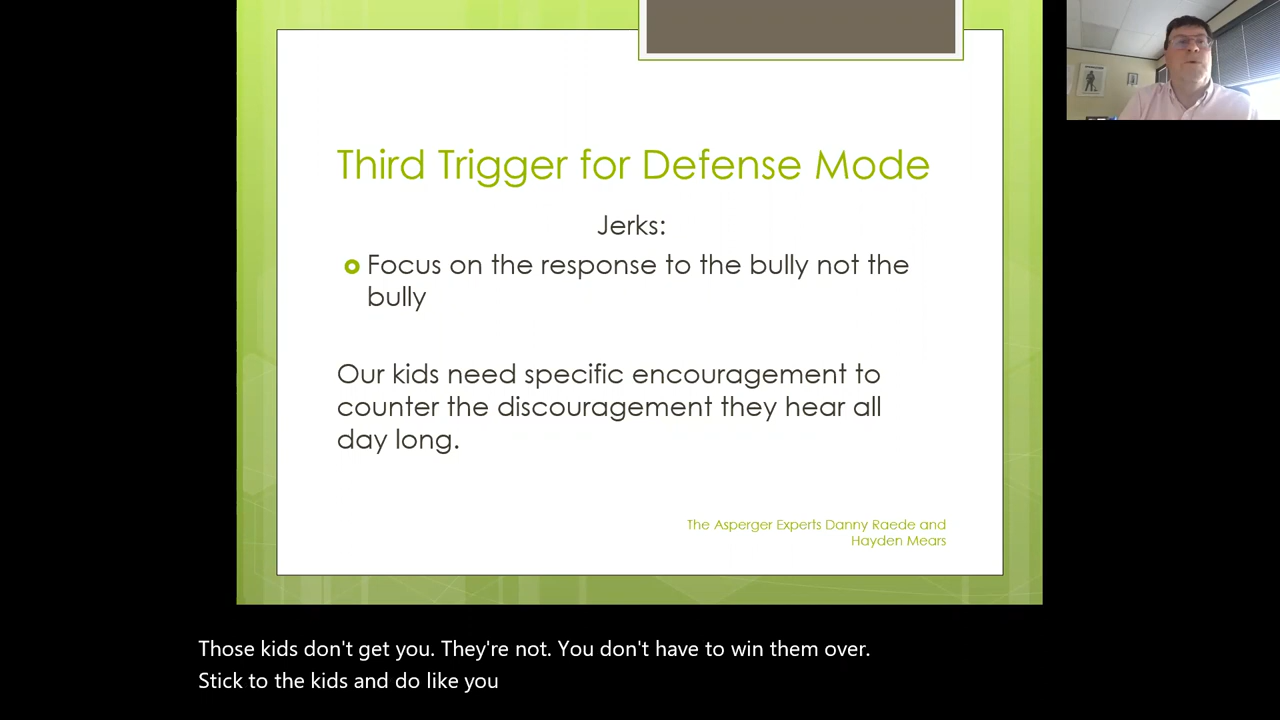 Third Trigger for Defense Mode
Jerks:
Focus on the response to the bully not the
bully
Our kids need specific encouragement to
counter the discouragement they hear all
day long.
The Asperger Experts Danny Raede and
Hayden Mears
Those kids don't get you. They're not. You don't have to win them over.
Stick to the kids and do like you